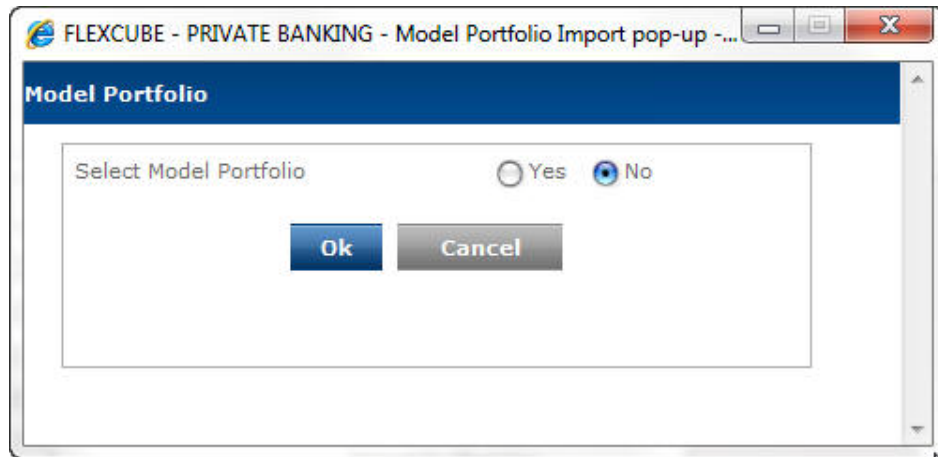 FLEXCUBE - PRIVATE BANKING - Model Portfolio Import pop-up -...
Model Portfolio
Select Model Portfolio Yes No
Ok Cancel